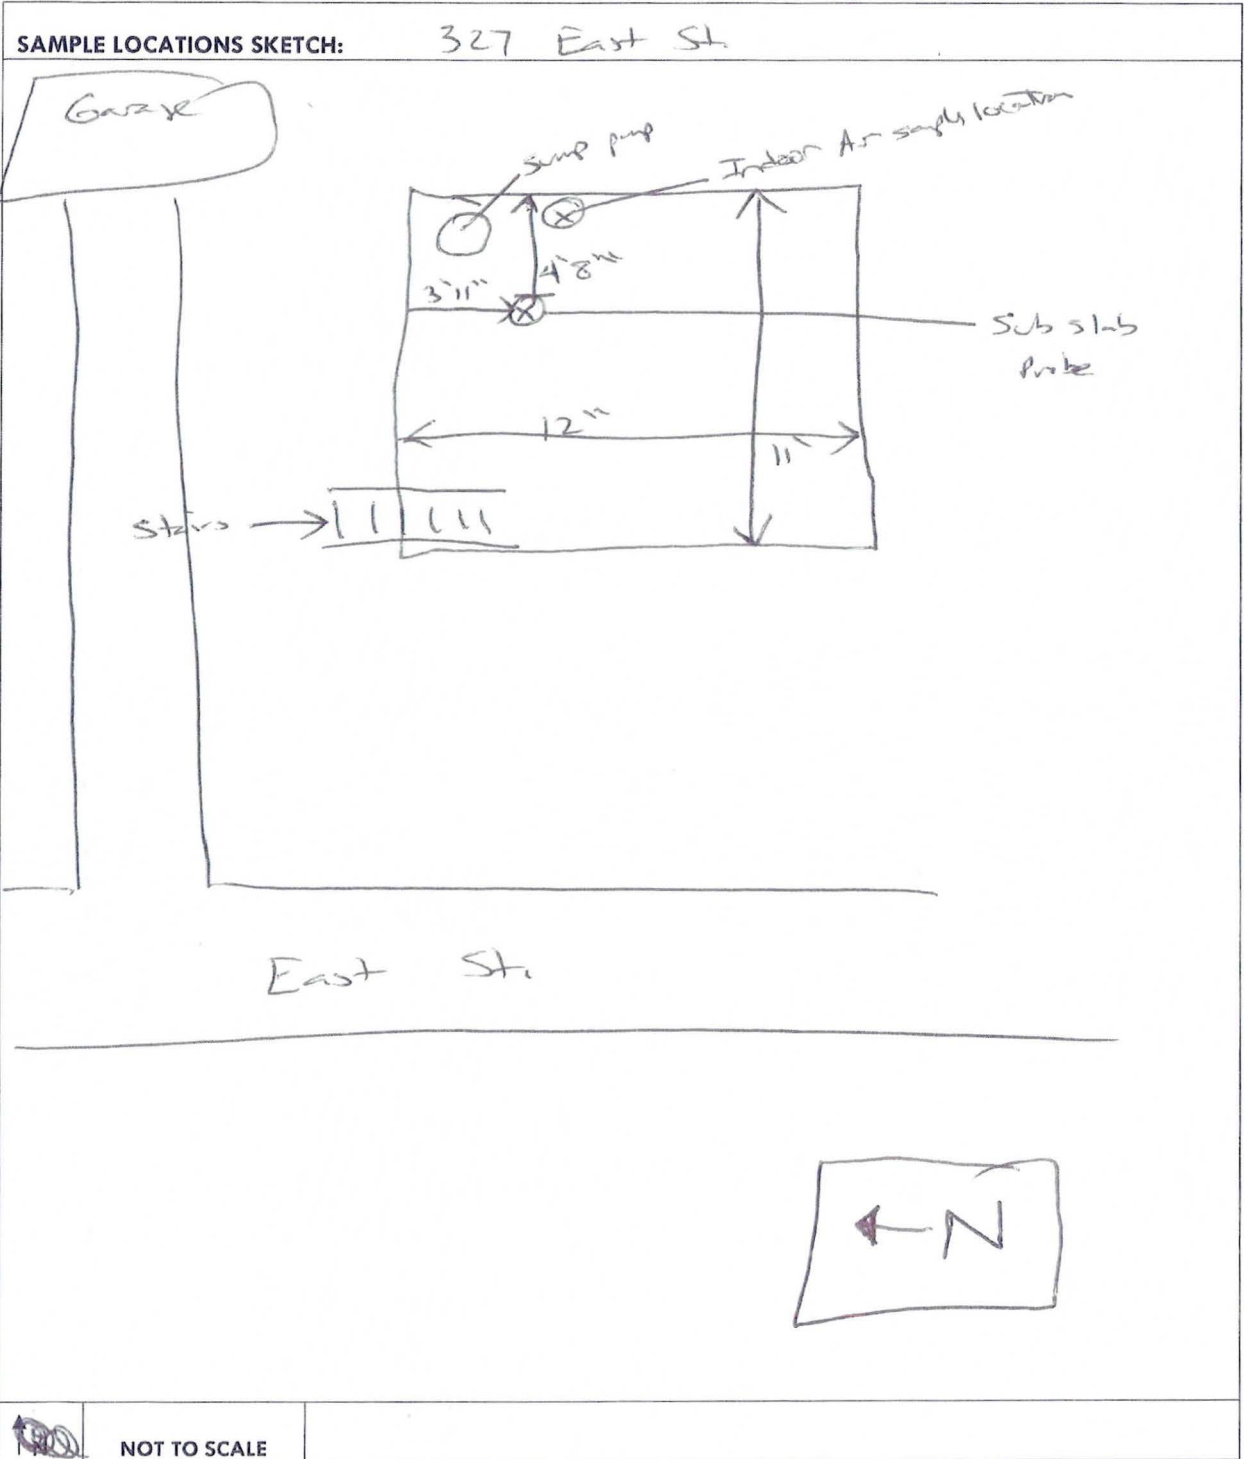 SAMPLE LOCATIONS SKETCH: 327 East St.
Garage
sump pump
Indoor Air sample location
4'8"
3'11"
Sub slab
Probe
12"
11'
Stairs
East St.
N
NOT TO SCALE